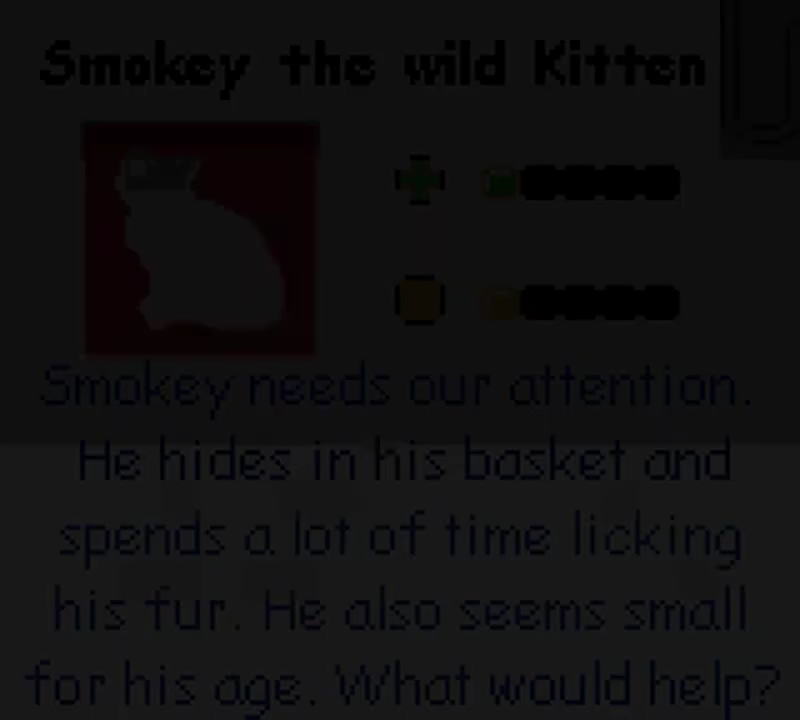 Smokey the wild Kitten
Smokey needs our attention.
He hides in his basket and
spends a lot of time licking
his fur. He also seems small
for his age. What would help?